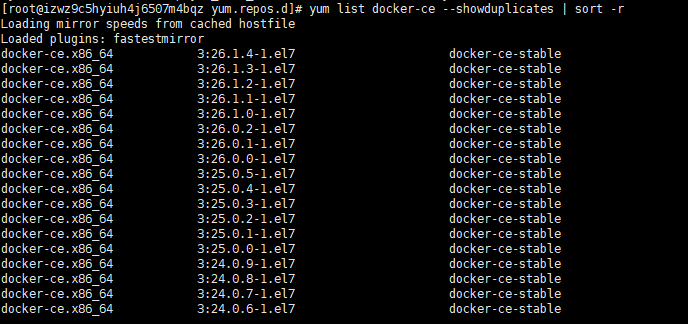 [root@izwz9c5hyiuh4j6507m4bqz yum.repos.d]# yum list docker-ce --showduplicates | sort -r
Loading mirror speeds from cached hostfile
Loaded plugins: fastestmirror
docker-ce.x86_64            3:26.1.4-1.el7                     docker-ce-stable
docker-ce.x86_64            3:26.1.3-1.el7                     docker-ce-stable
docker-ce.x86_64            3:26.1.2-1.el7                     docker-ce-stable
docker-ce.x86_64            3:26.1.1-1.el7                     docker-ce-stable
docker-ce.x86_64            3:26.1.0-1.el7                     docker-ce-stable
docker-ce.x86_64            3:26.0.2-1.el7                     docker-ce-stable
docker-ce.x86_64            3:26.0.1-1.el7                     docker-ce-stable
docker-ce.x86_64            3:26.0.0-1.el7                     docker-ce-stable
docker-ce.x86_64            3:25.0.5-1.el7                     docker-ce-stable
docker-ce.x86_64            3:25.0.4-1.el7                     docker-ce-stable
docker-ce.x86_64            3:25.0.3-1.el7                     docker-ce-stable
docker-ce.x86_64            3:25.0.2-1.el7                     docker-ce-stable
docker-ce.x86_64            3:25.0.1-1.el7                     docker-ce-stable
docker-ce.x86_64            3:25.0.0-1.el7                     docker-ce-stable
docker-ce.x86_64            3:24.0.9-1.el7                     docker-ce-stable
docker-ce.x86_64            3:24.0.8-1.el7                     docker-ce-stable
docker-ce.x86_64            3:24.0.7-1.el7                     docker-ce-stable
docker-ce.x86_64            3:24.0.6-1.el7                     docker-ce-stable